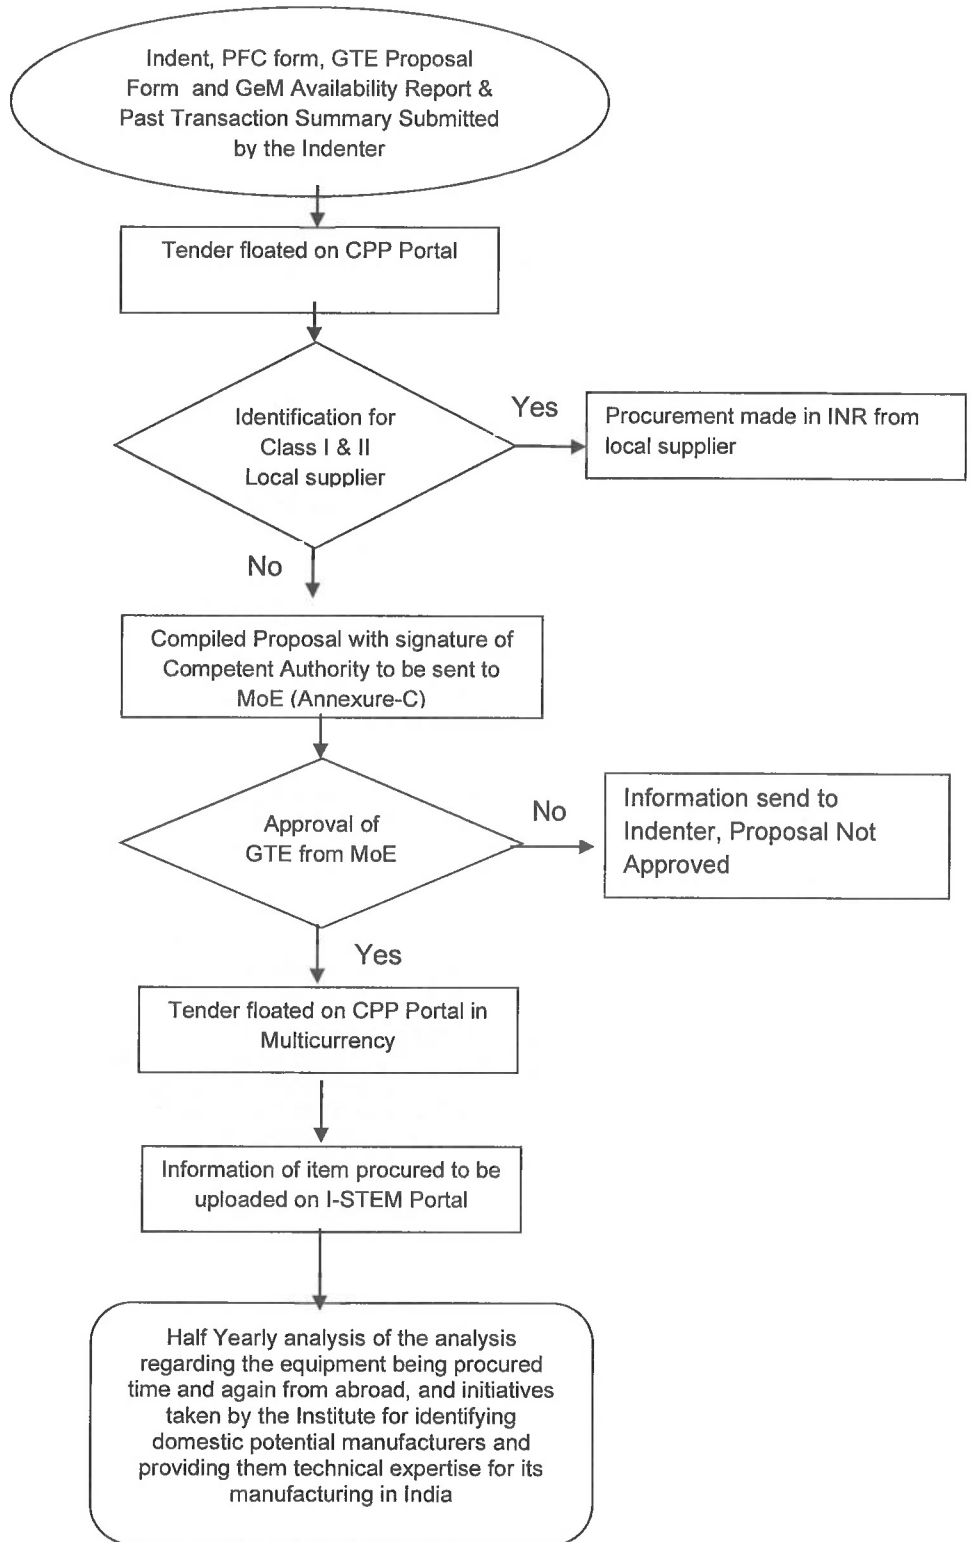 Indent, PFC form, GTE Proposal
Form and GeM Availability Report &
Past Transaction Summary Submitted
by the Indenter
Tender floated on CPP Portal
Identification for
Class I & II
Local supplier
Yes
Procurement made in INR from
local supplier
No
Compiled Proposal with signature of
Competent Authority to be sent to
MoE (Annexure-C)
Approval of
GTE from MoE
No
Information send to
Indenter, Proposal Not
Approved
Yes
Tender floated on CPP Portal in
Multicurrency
Information of item procured to be
uploaded on I-STEM Portal
Half Yearly analysis of the analysis
regarding the equipment being procured
time and again from abroad, and initiatives
taken by the Institute for identifying
domestic potential manufacturers and
providing them technical expertise for its
manufacturing in India